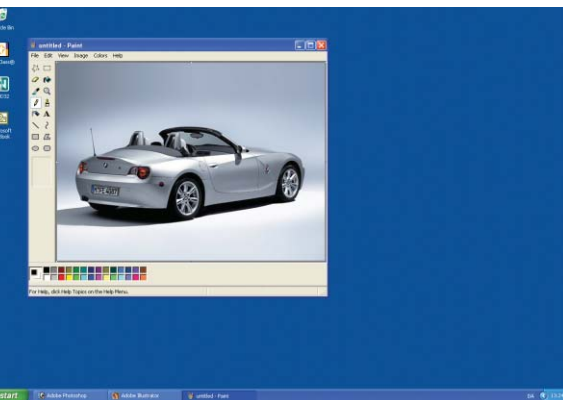 untitled - Paint
File Edit View Image Colors Help
For Help, click Help Topics on the Help Menu.
start
Adobe Photoshop
Adobe Illustrator
untitled - Paint